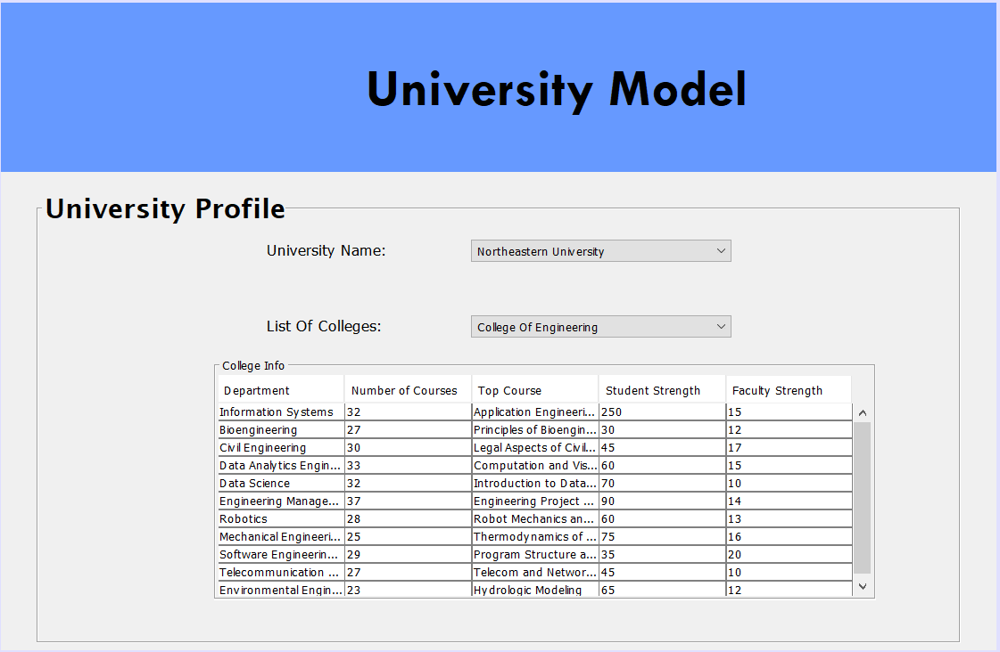 University Model
University Profile
University Name: Northeastern University
List Of Colleges: College Of Engineering
College Info
Department Number of Courses Top Course Student Strength Faculty Strength
Information Systems 32 Application Engineeri... 250 15
Bioengineering 27 Principles of Bioengin... 30 12
Civil Engineering 30 Legal Aspects of Civil... 45 17
Data Analytics Engin... 33 Computation and Vis... 60 15
Data Science 32 Introduction to Data... 70 10
Engineering Manage... 37 Engineering Project ... 90 14
Robotics 28 Robot Mechanics an... 60 13
Mechanical Engineeri... 25 Thermodynamics of ... 75 16
Software Engineerin... 29 Program Structure a... 35 20
Telecommunication ... 27 Telecom and Networ... 45 10
Environmental Engin... 23 Hydrologic Modeling 65 12